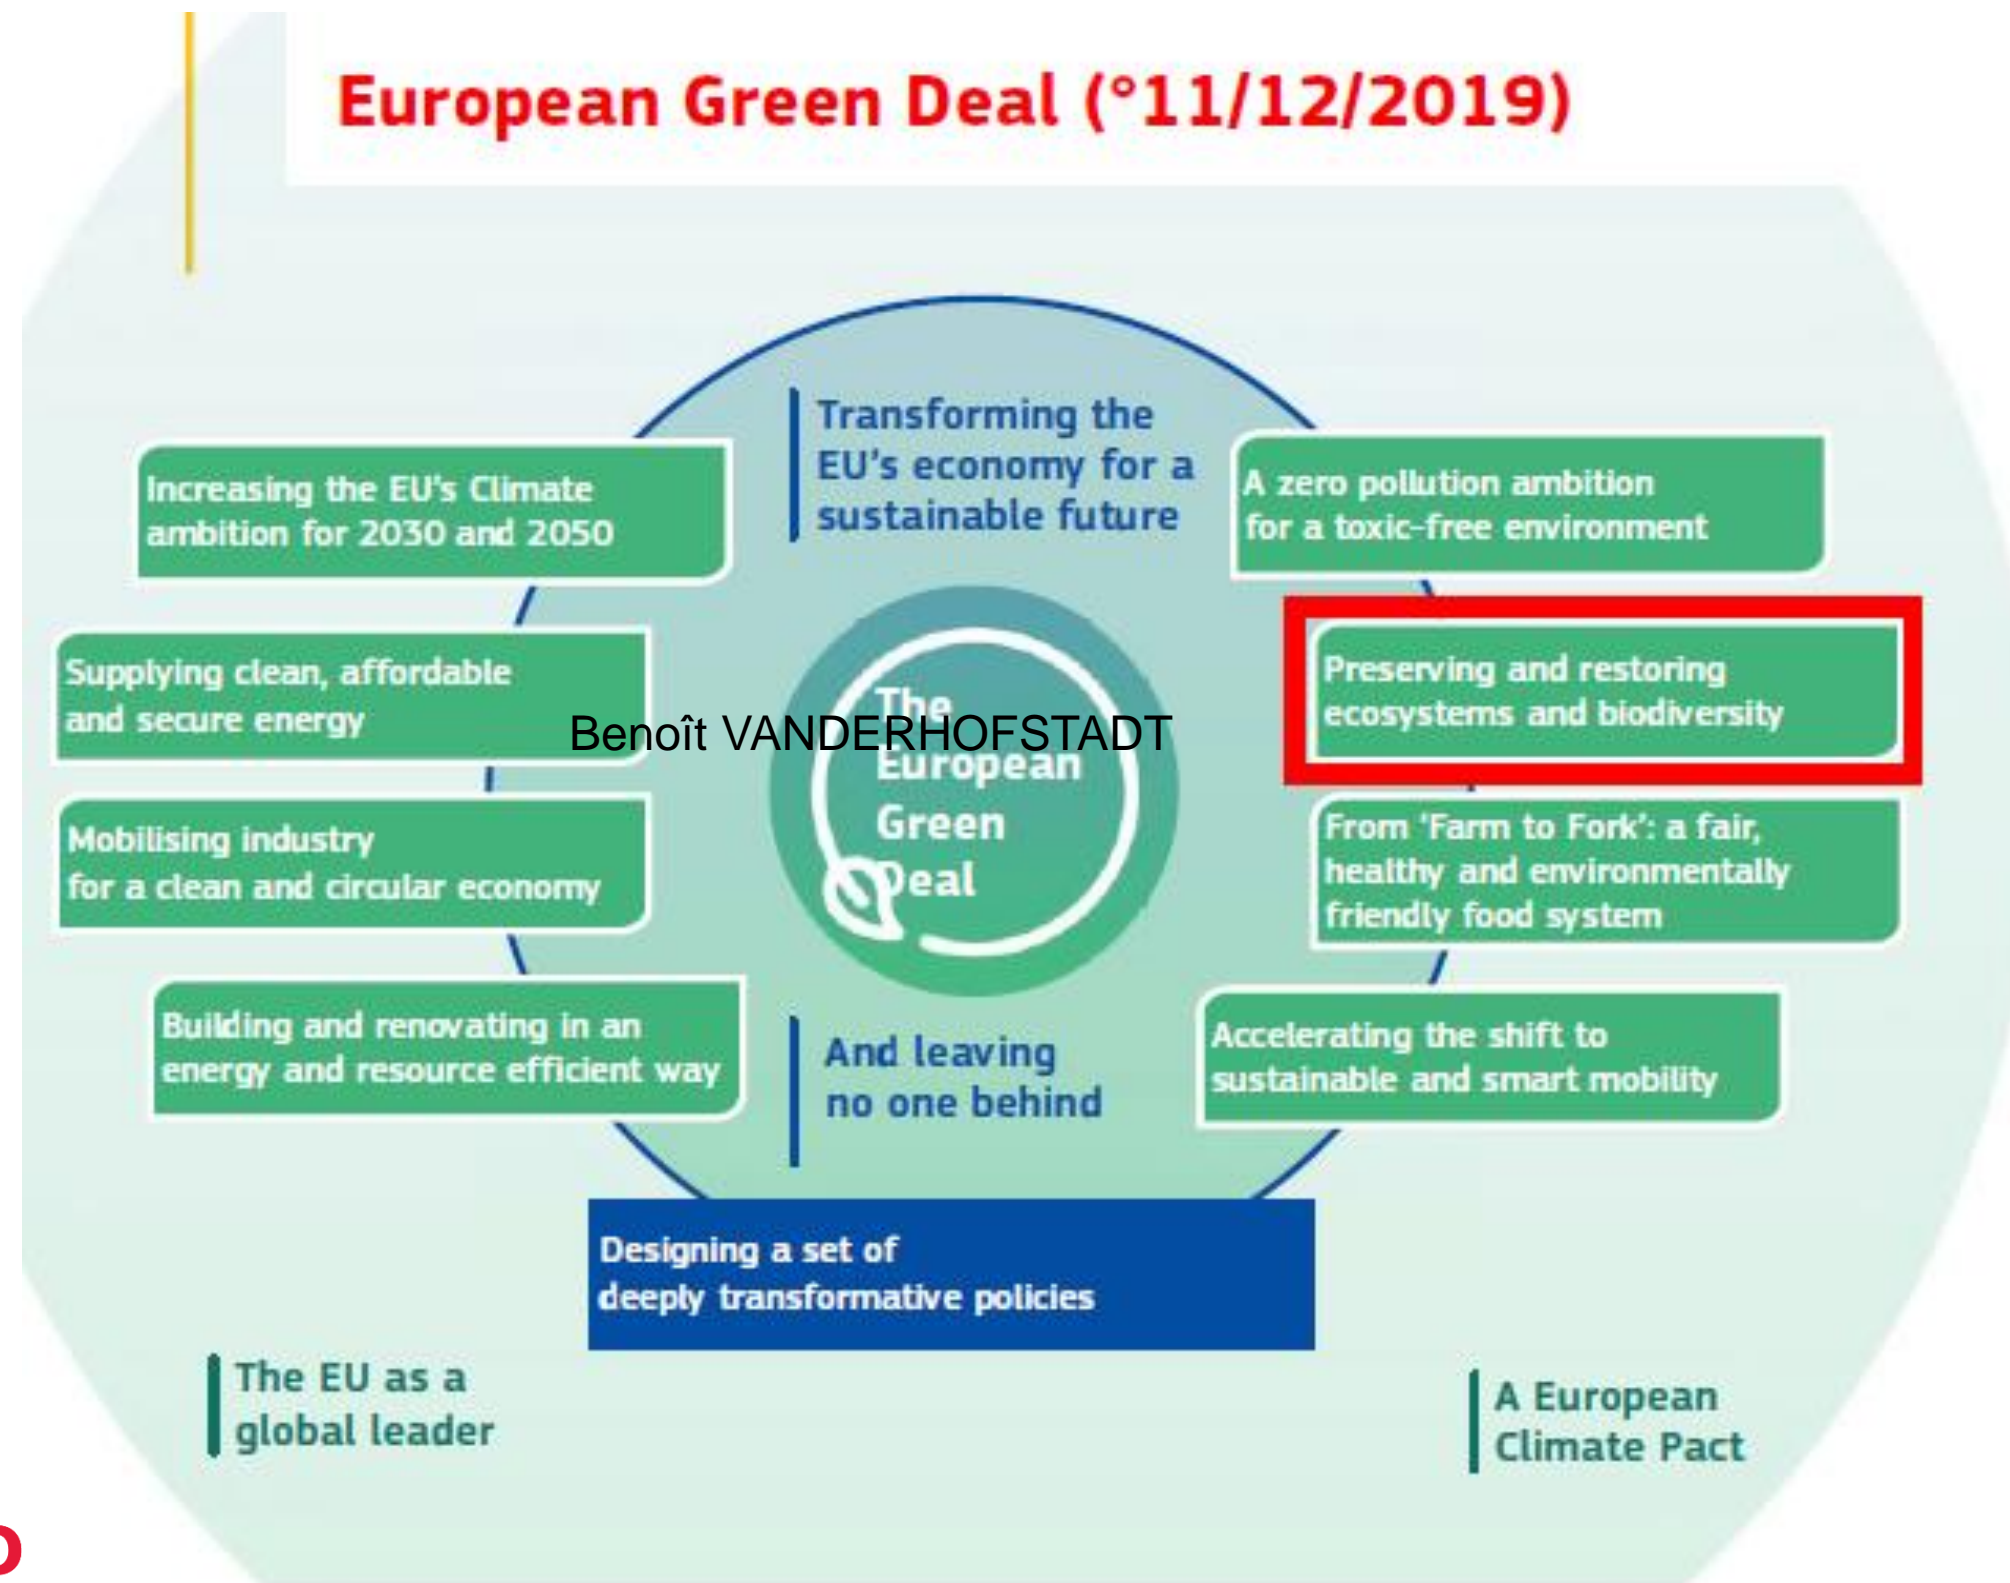 European Green Deal (°11/12/2019)
Transforming the
EU's economy for a
sustainable future
Increasing the EU's Climate
ambition for 2030 and 2050
A zero pollution ambition
for a toxic-free environment
Supplying clean, affordable
and secure energy
Preserving and restoring
ecosystems and biodiversity
Benoît VANDERHOFSTADT
The
European
Green
Deal
Mobilising industry
for a clean and circular economy
From 'Farm to Fork': a fair,
healthy and environmentally
friendly food system
Building and renovating in an
energy and resource efficient way
Accelerating the shift to
sustainable and smart mobility
And leaving
no one behind
Designing a set of
deeply transformative policies
The EU as a
global leader
A European
Climate Pact